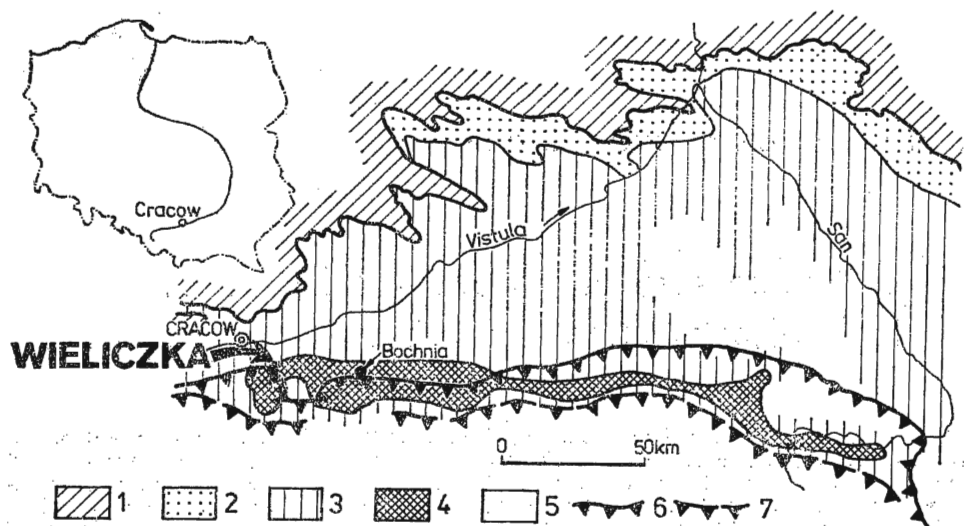 Cracow
Vistula
San
CRACOW
WIELICZKA
Bochnia
0 50km
1 2 3 4 5 6 7